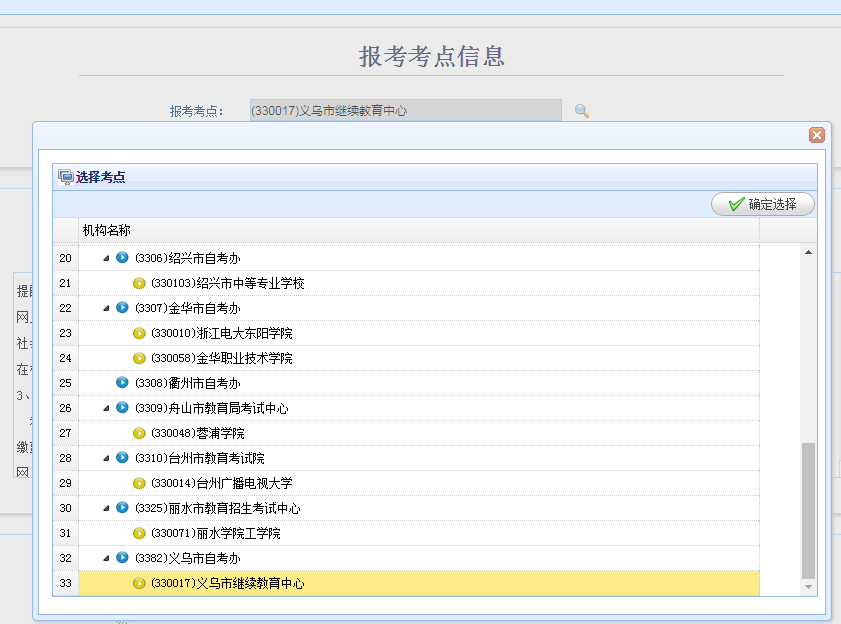 报考考点信息
报考考点：
(330017)义乌市继续教育中心
选择考点
确定选择
机构名称
20 (3306)绍兴市自考办
21 (330103)绍兴市中等专业学校
22 (3307)金华市自考办
23 (330010)浙江电大东阳学院
24 (330058)金华职业技术学院
25 (3308)衢州市自考办
26 (3309)舟山市教育局考试中心
27 (330048)蓉浦学院
28 (3310)台州市教育考试院
29 (330014)台州广播电视大学
30 (3325)丽水市教育招生考试中心
31 (330071)丽水学院工学院
32 (3382)义乌市自考办
33 (330017)义乌市继续教育中心
提
网
社
在
3、
网